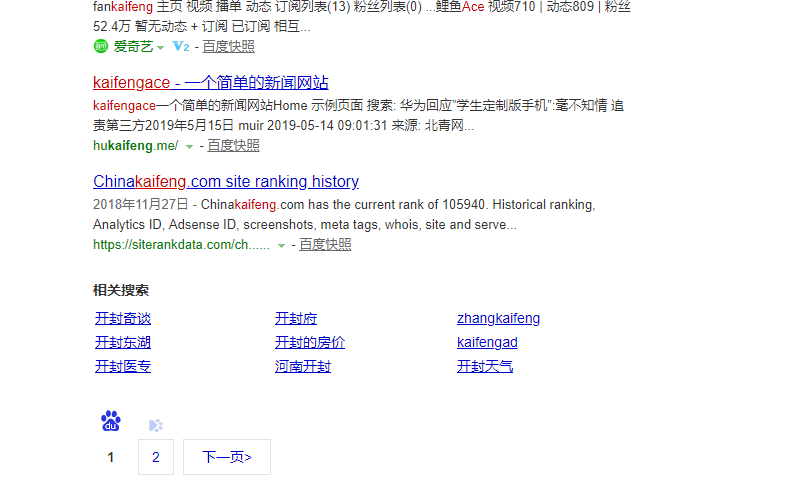 fankaifeng 主页 视频 播单 动态 订阅列表(13) 粉丝列表(0) ...鲤鱼Ace 视频710 | 动态809 | 粉丝
52.4万 暂无动态 + 订阅 已订阅 相互...
爱奇艺 V2 - 百度快照
kaifengace - 一个简单的新闻网站
kaifengace一个简单的新闻网站Home 示例页面 搜索: 华为回应"学生定制版手机":毫不知情 追
责第三方2019年5月15日 muir 2019-05-14 09:01:31 来源: 北青网...
hukaifeng.me/ - 百度快照
Chinakaifeng.com site ranking history
2018年11月27日 - Chinakaifeng.com has the current rank of 105940. Historical ranking,
Analytics ID, Adsense ID, screenshots, meta tags, whois, site and serve...
https://siterankdata.com/ch...... - 百度快照
相关搜索
开封奇谈 开封府 zhangkaifeng
开封东湖 开封的房价 kaifengad
开封医专 河南开封 开封天气
du
1 2 下一页>